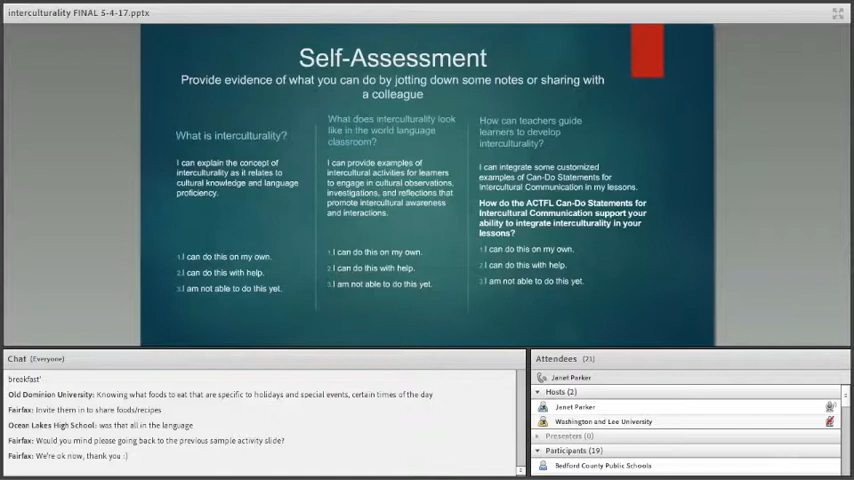 interculturality FINAL 5-4-17.pptx
Self-Assessment
Provide evidence of what you can do by jotting down some notes or sharing with
a colleague
What is interculturality?
I can explain the concept of
interculturality as it relates to
cultural knowledge and language
proficiency.
1.I can do this on my own.
2.I can do this with help.
3.I am not able to do this yet.
What does interculturality look
like in the world language
classroom?
I can provide examples of
intercultural activities for learners
to engage in cultural observations,
investigations, and reflections that
promote intercultural awareness
and interactions.
1.I can do this on my own.
2.I can do this with help.
3.I am not able to do this yet.
How can teachers guide
learners to develop
interculturality?
I can integrate some customized
examples of Can-Do Statements for
Intercultural Communication in my lessons.
How do the ACTFL Can-Do Statements for
Intercultural Communication support your
ability to integrate interculturality in your
lessons?
1.I can do this on my own.
2.I can do this with help.
3.I am not able to do this yet.
Chat (Everyone)
breakfast'
Old Dominion University: Knowing what foods to eat that are specific to holidays and special events, certain times of the day
Fairfax: Invite them in to share foods/recipes
Ocean Lakes High School: was that all in the language
Fairfax: Would you mind please going back to the previous sample activity slide?
Fairfax: We're ok now, thank you :)
Attendees (21)
Janet Parker
Hosts (2)
Janet Parker
Washington and Lee University
Presenters (0)
Participants (19)
Bedford County Public Schools